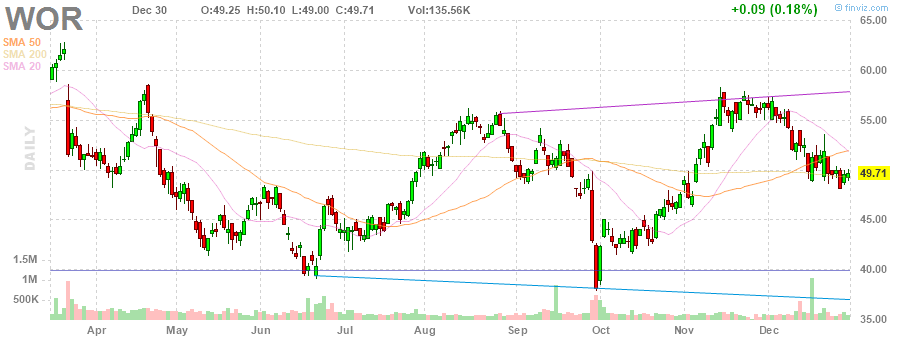 WOR Dec 30 O:49.25 H:50.10 L:49.00 C:49.71 Vol:135.56K +0.09 (0.18%) finviz.com
SMA 50
SMA 200
SMA 20
DAILY
65.00
60.00
55.00
49.71
45.00
40.00
35.00
1.5M
1M
500K
Apr May Jun Jul Aug Sep Oct Nov Dec